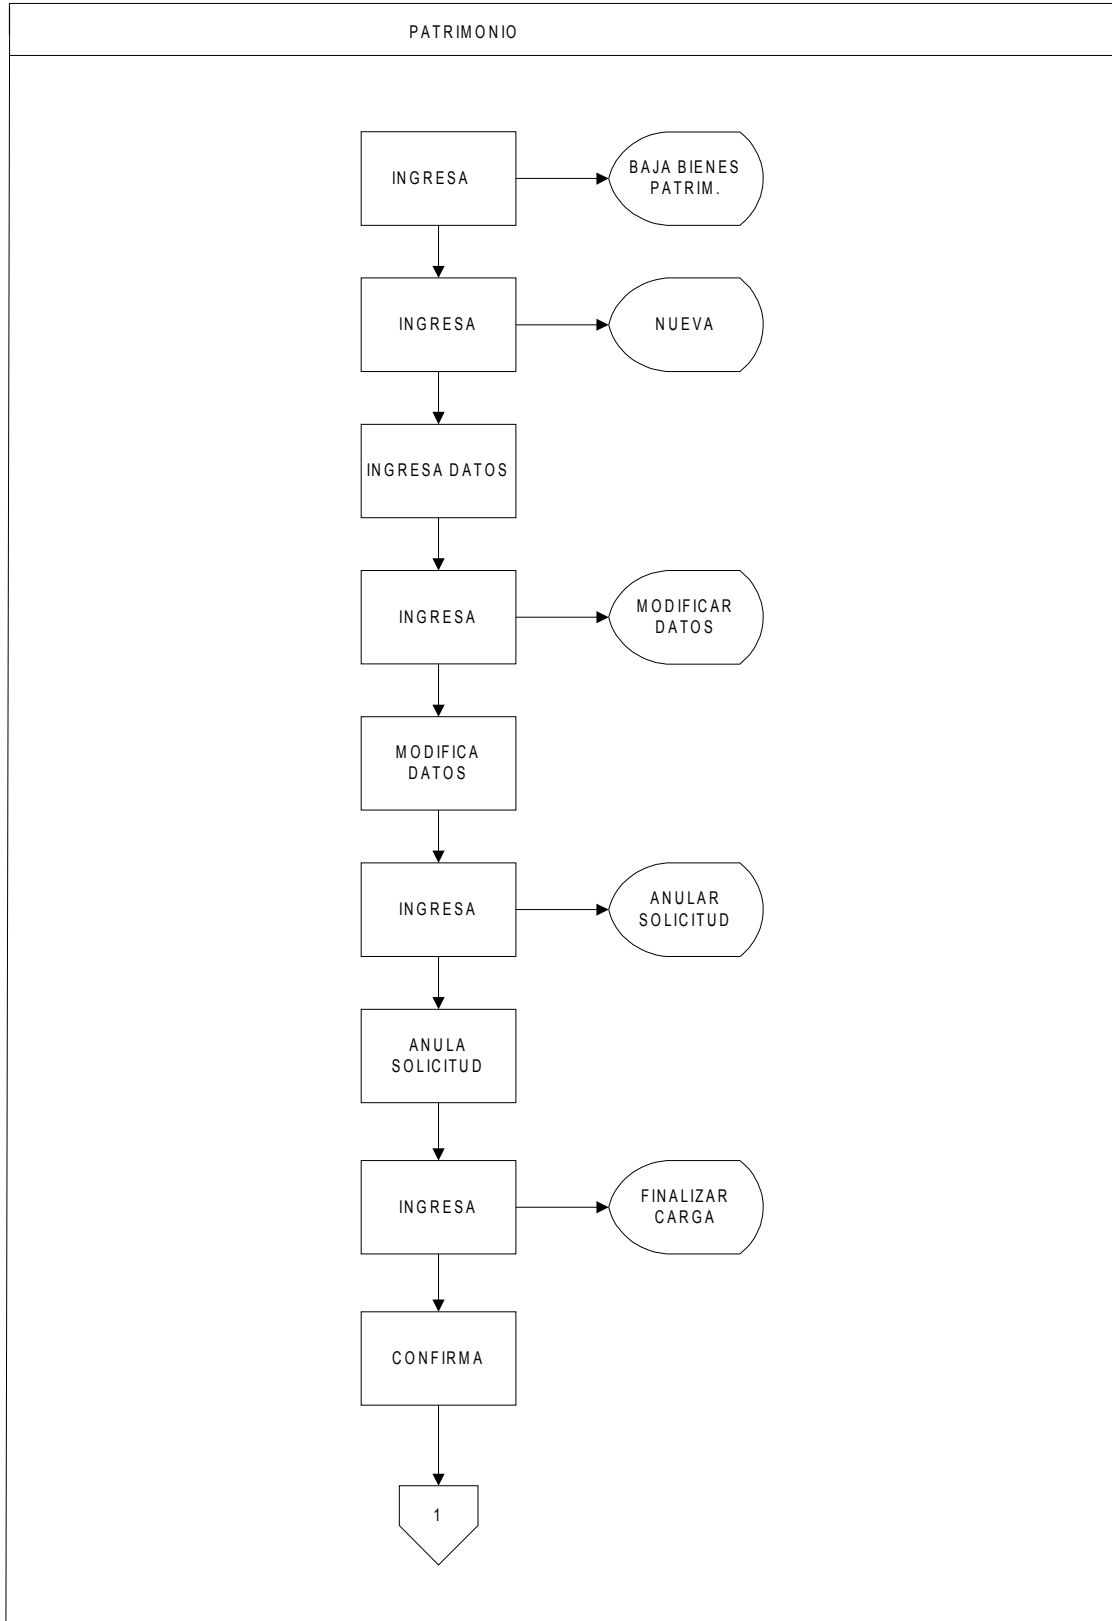 PATRIMONIO
INGRESA
BAJA BIENES
PATRIM.
INGRESA
NUEVA
INGRESA DATOS
INGRESA
MODIFICAR
DATOS
MODIFICA
DATOS
INGRESA
ANULAR
SOLICITUD
ANULA
SOLICITUD
INGRESA
FINALIZAR
CARGA
CONFIRMA
1